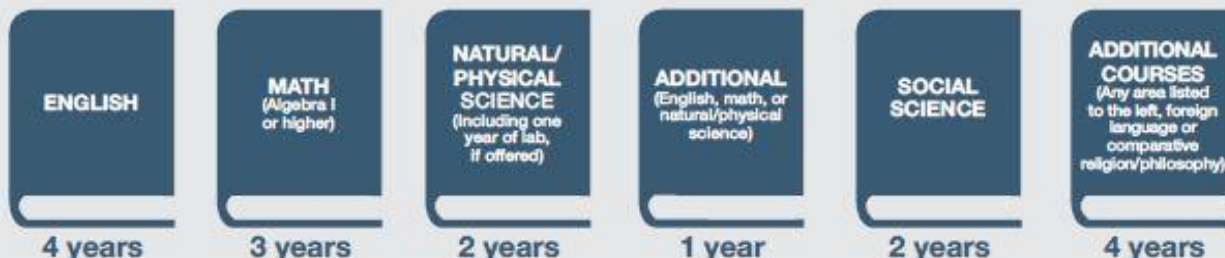 ENGLISH
4 years
MATH
(Algebra I
or higher)
3 years
NATURAL/
PHYSICAL
SCIENCE
(Including one
year of lab,
if offered)
2 years
ADDITIONAL
(English, math, or
natural/physical
science)
1 year
SOCIAL
SCIENCE
2 years
ADDITIONAL
COURSES
(Any area listed
to the left, foreign
language or
comparative
religion/philosophy)
4 years